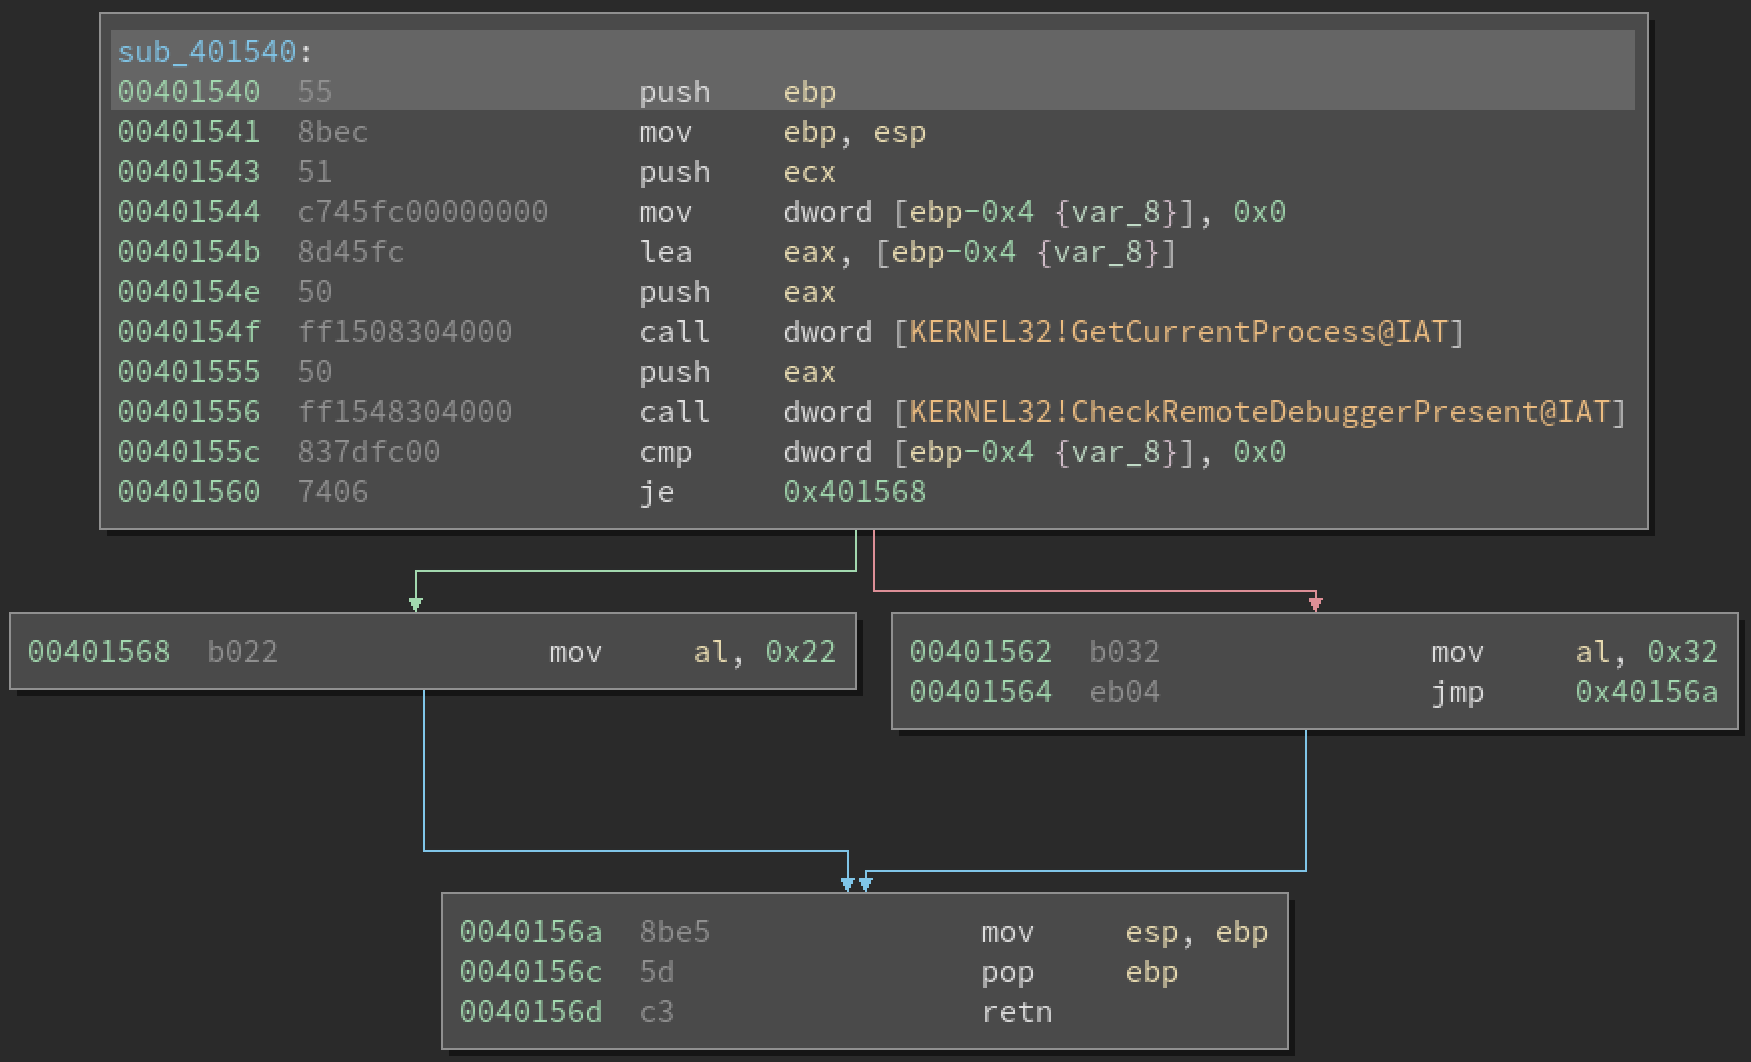 sub_401540:
00401540 55 push ebp
00401541 8bec mov ebp, esp
00401543 51 push ecx
00401544 c745fc00000000 mov dword [ebp-0x4 {var_8}], 0x0
0040154b 8d45fc lea eax, [ebp-0x4 {var_8}]
0040154e 50 push eax
0040154f ff1508304000 call dword [KERNEL32!GetCurrentProcess@IAT]
00401555 50 push eax
00401556 ff1548304000 call dword [KERNEL32!CheckRemoteDebuggerPresent@IAT]
0040155c 837dfc00 cmp dword [ebp-0x4 {var_8}], 0x0
00401560 7406 je 0x401568
00401568 b022 mov al, 0x22
00401562 b032 mov al, 0x32
00401564 eb04 jmp 0x40156a
0040156a 8be5 mov esp, ebp
0040156c 5d pop ebp
0040156d c3 retn